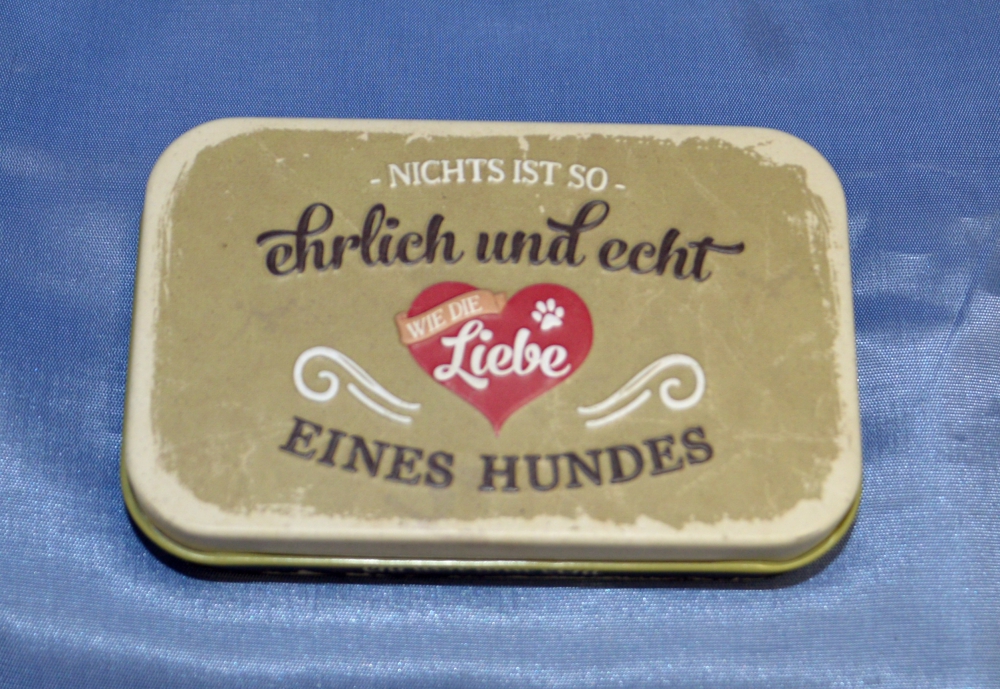 - NICHTS IST SO -
ehrlich und echt
WIE DIE
Liebe
EINES HUNDES